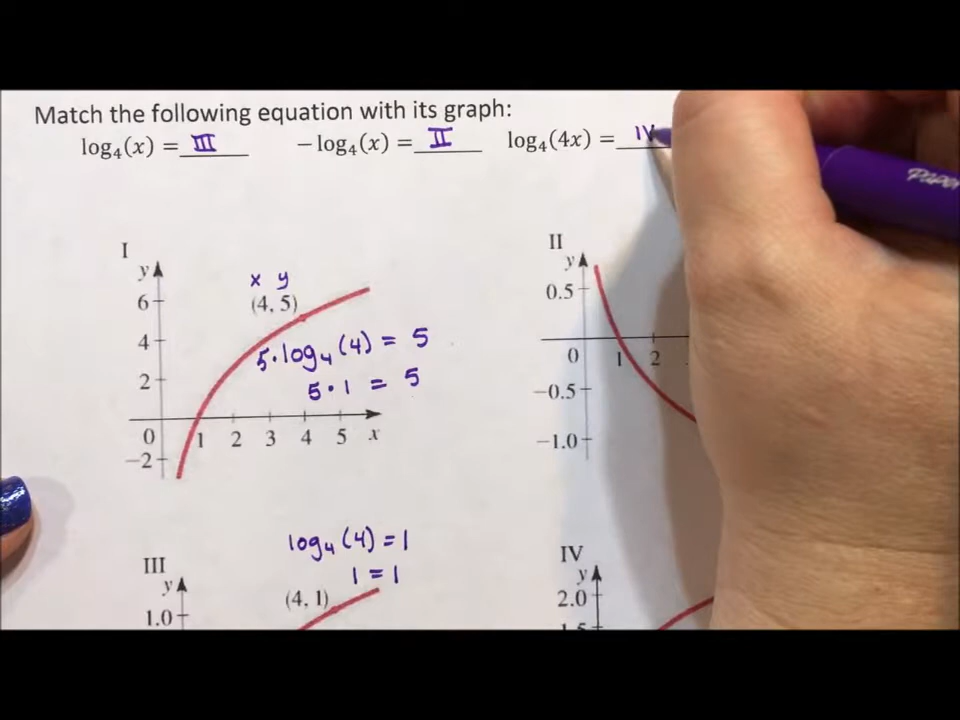 Match the following equation with its graph:
log₄(x) = III   − log₄(x) = II   log₄(4x) = IV
I
II
y
x y
y
6
(4, 5)
0.5
4
5·log₄(4) = 5
0
1 2
2
5·1 = 5
−0.5
0 1 2 3 4 5 x
−1.0
−2
log₄(4) = 1
III
1 = 1
IV
y
y
(4, 1)
2.0
1.0
1.5